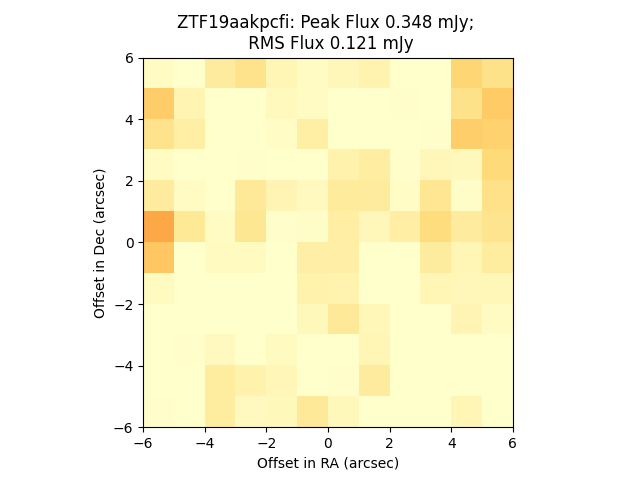 ZTF19aakpcfi: Peak Flux 0.348 mJy;
RMS Flux 0.121 mJy
6
4
2
0
−2
−4
−6
Offset in Dec (arcsec)
−6 −4 −2 0 2 4 6
Offset in RA (arcsec)